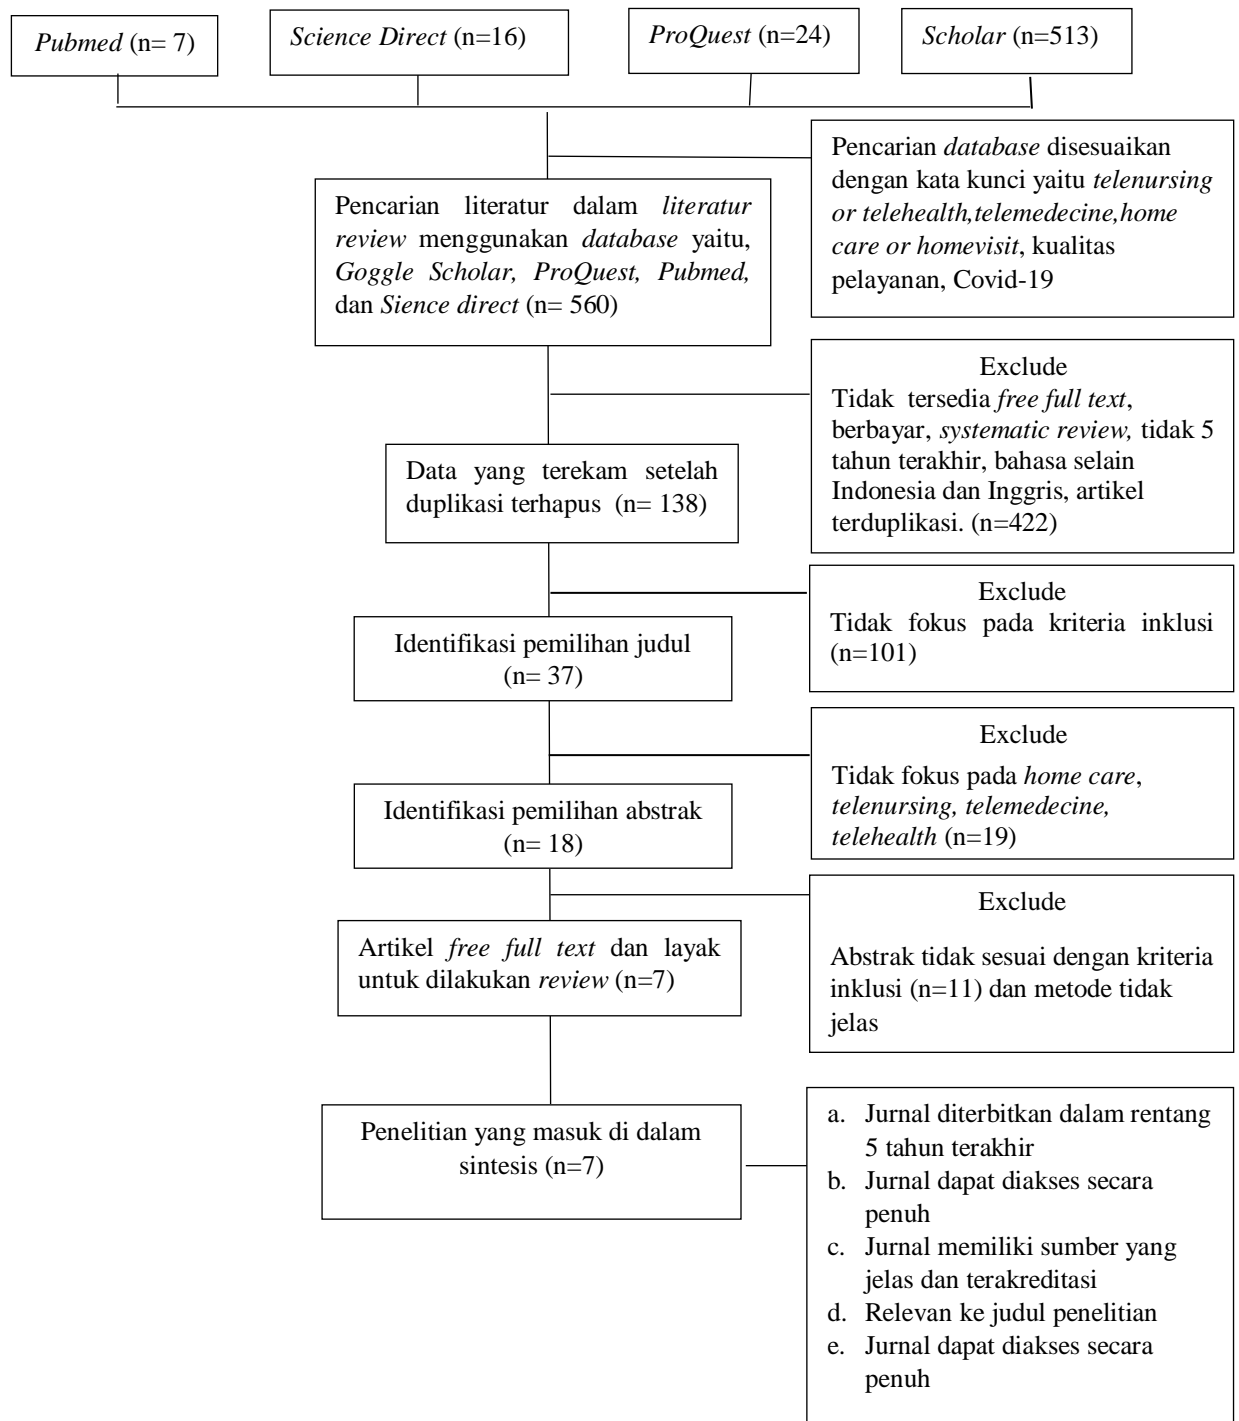 Pubmed (n= 7)
Science Direct (n=16)
ProQuest (n=24)
Scholar (n=513)
Pencarian database disesuaikan
dengan kata kunci yaitu telenursing
or telehealth,telemedecine,home
care or homevisit, kualitas
pelayanan, Covid-19
Pencarian literatur dalam literatur
review menggunakan database yaitu,
Goggle Scholar, ProQuest, Pubmed,
dan Sience direct (n= 560)
Exclude
Tidak tersedia free full text,
berbayar, systematic review, tidak 5
tahun terakhir, bahasa selain
Indonesia dan Inggris, artikel
terduplikasi. (n=422)
Data yang terekam setelah
duplikasi terhapus (n= 138)
Exclude
Tidak fokus pada kriteria inklusi
(n=101)
Identifikasi pemilihan judul
(n= 37)
Exclude
Tidak fokus pada home care,
telenursing, telemedecine,
telehealth (n=19)
Identifikasi pemilihan abstrak
(n= 18)
Exclude
Abstrak tidak sesuai dengan kriteria
inklusi (n=11) dan metode tidak
jelas
Artikel free full text dan layak
untuk dilakukan review (n=7)
Penelitian yang masuk di dalam
sintesis (n=7)
a. Jurnal diterbitkan dalam rentang
5 tahun terakhir
b. Jurnal dapat diakses secara
penuh
c. Jurnal memiliki sumber yang
jelas dan terakreditasi
d. Relevan ke judul penelitian
e. Jurnal dapat diakses secara
penuh